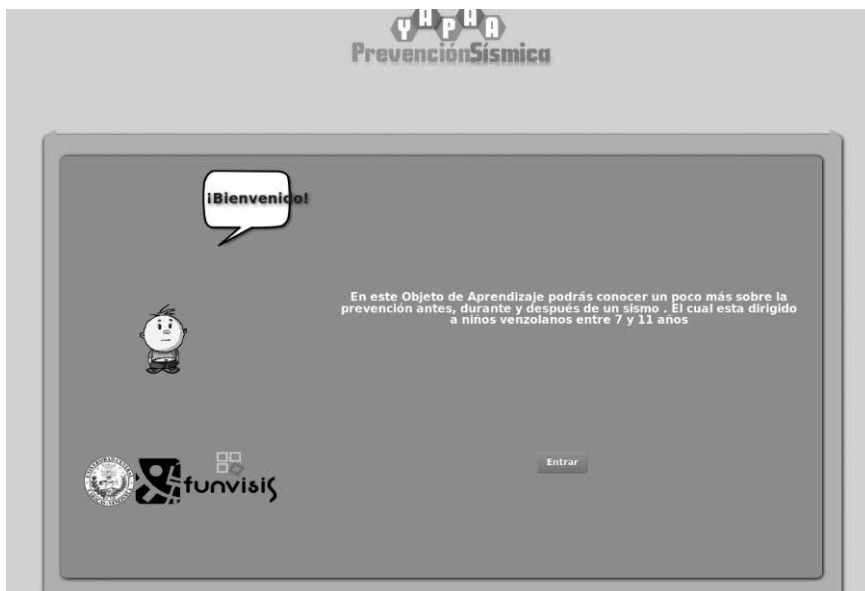 YAPAA
PrevenciónSísmica
¡Bienvenido!
En este Objeto de Aprendizaje podrás conocer un poco más sobre la
prevención antes, durante y después de un sismo . El cual esta dirigido
a niños venzolanos entre 7 y 11 años
funvisis
Entrar